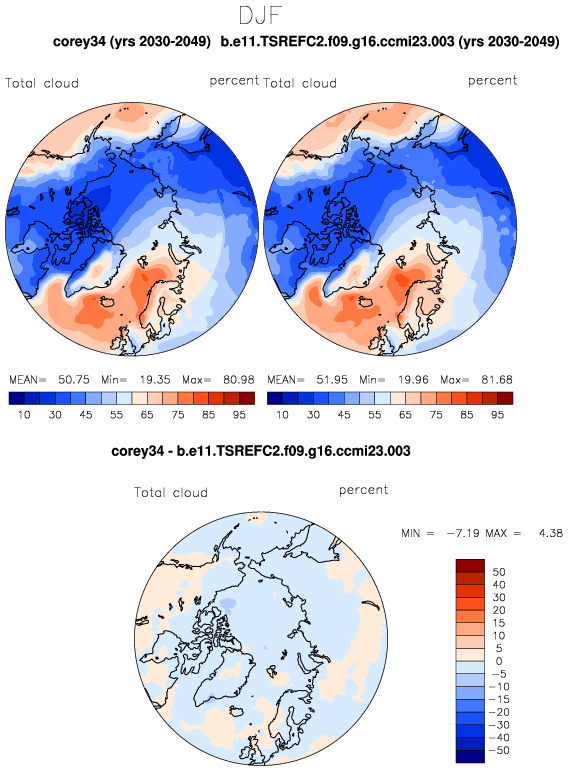 DJF
corey34 (yrs 2030-2049) b.e11.TSREFC2.f09.g16.ccmi23.003 (yrs 2030-2049)
Total cloud percent Total cloud percent
MEAN= 50.75 Min= 19.35 Max= 80.98 MEAN= 51.95 Min= 19.96 Max= 81.68
10 30 45 55 65 75 85 95 10 30 45 55 65 75 85 95
corey34 - b.e11.TSREFC2.f09.g16.ccmi23.003
Total cloud percent
MIN = -7.19 MAX = 4.38
50
40
30
20
15
10
5
0
-5
-10
-15
-20
-30
-40
-50